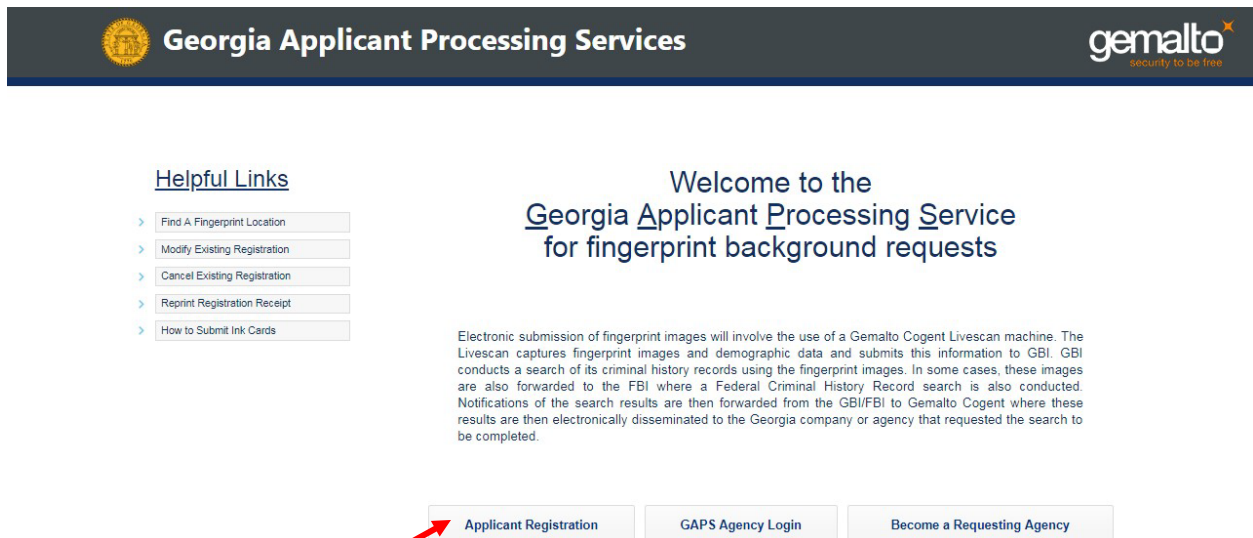 Georgia Applicant Processing Services
gemalto
security to be free
Helpful Links
Find A Fingerprint Location
Modify Existing Registration
Cancel Existing Registration
Reprint Registration Receipt
How to Submit Ink Cards
Welcome to the
Georgia Applicant Processing Service
for fingerprint background requests
Electronic submission of fingerprint images will involve the use of a Gemalto Cogent Livescan machine. The
Livescan captures fingerprint images and demographic data and submits this information to GBI. GBI
conducts a search of its criminal history records using the fingerprint images. In some cases, these images
are also forwarded to the FBI where a Federal Criminal History Record search is also conducted.
Notifications of the search results are then forwarded from the GBI/FBI to Gemalto Cogent where these
results are then electronically disseminated to the Georgia company or agency that requested the search to
be completed.
Applicant Registration
GAPS Agency Login
Become a Requesting Agency